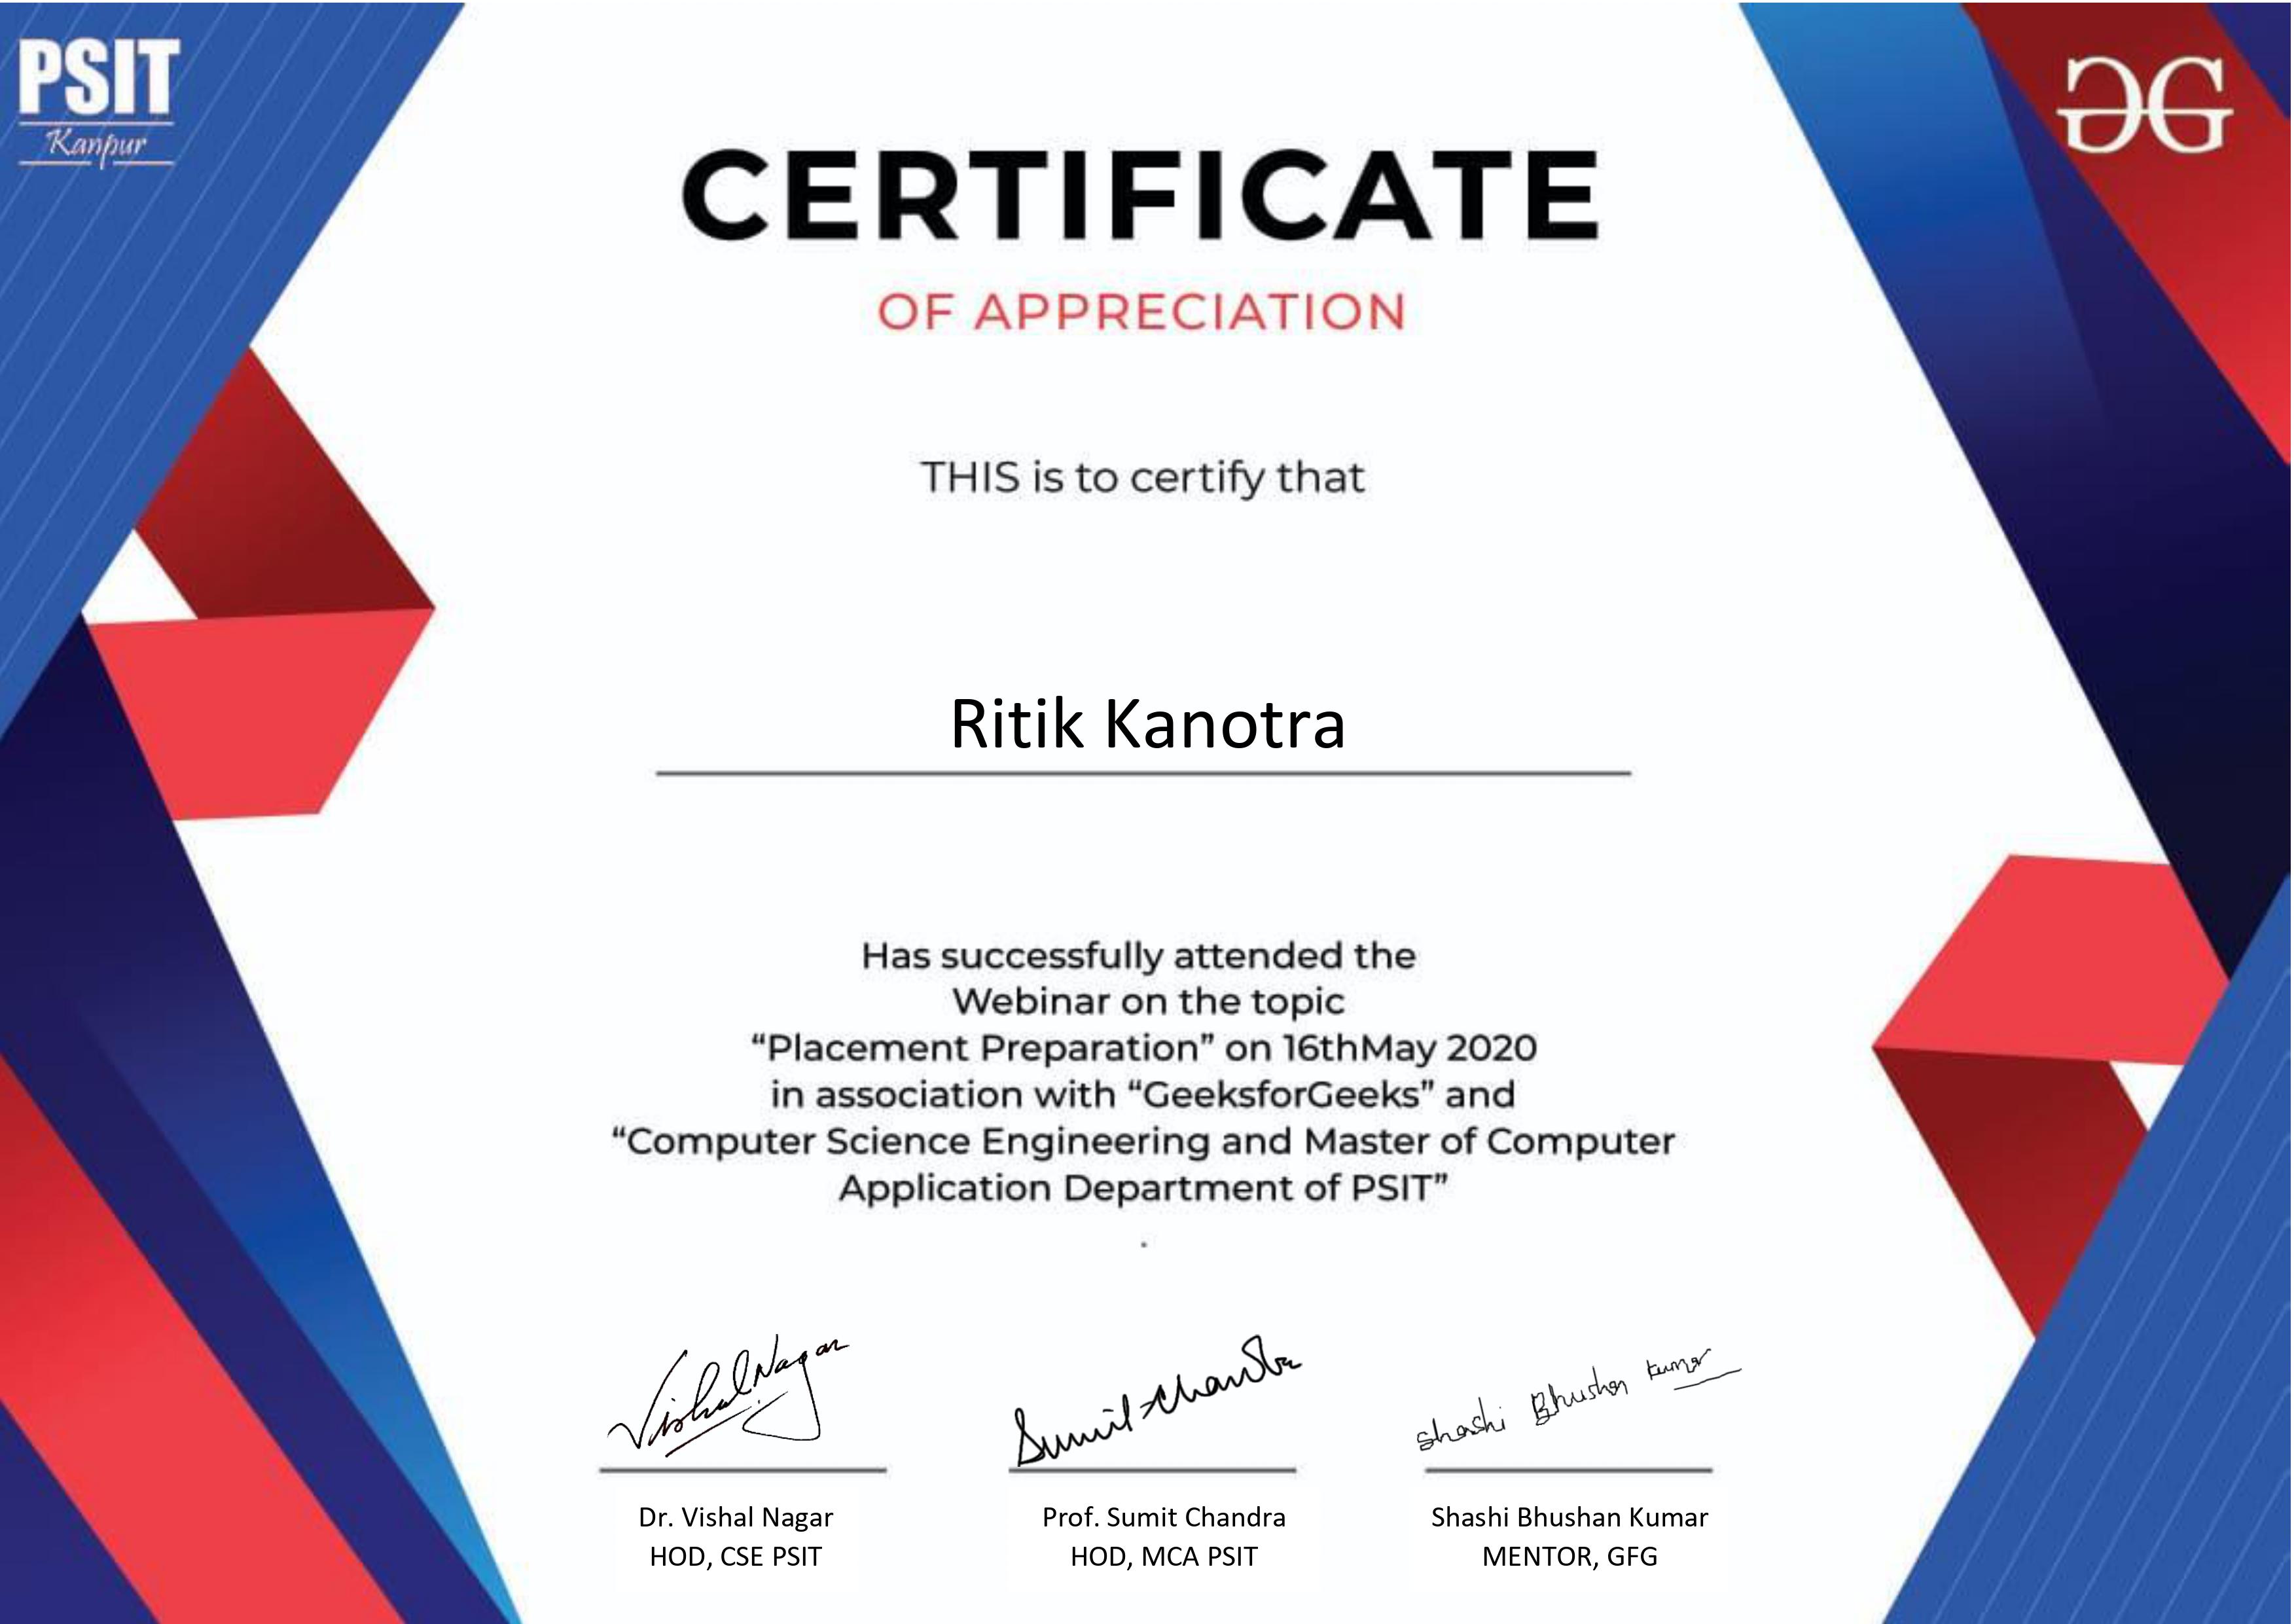 PSIT
Kanpur
CERTIFICATE
OF APPRECIATION
THIS is to certify that
Ritik Kanotra
Has successfully attended the
Webinar on the topic
“Placement Preparation” on 16thMay 2020
in association with “GeeksforGeeks” and
“Computer Science Engineering and Master of Computer
Application Department of PSIT”
.
Vishal Nagar
Sumit Chandra
Shashi Bhushan Kumar
Dr. Vishal Nagar
HOD, CSE PSIT
Prof. Sumit Chandra
HOD, MCA PSIT
Shashi Bhushan Kumar
MENTOR, GFG